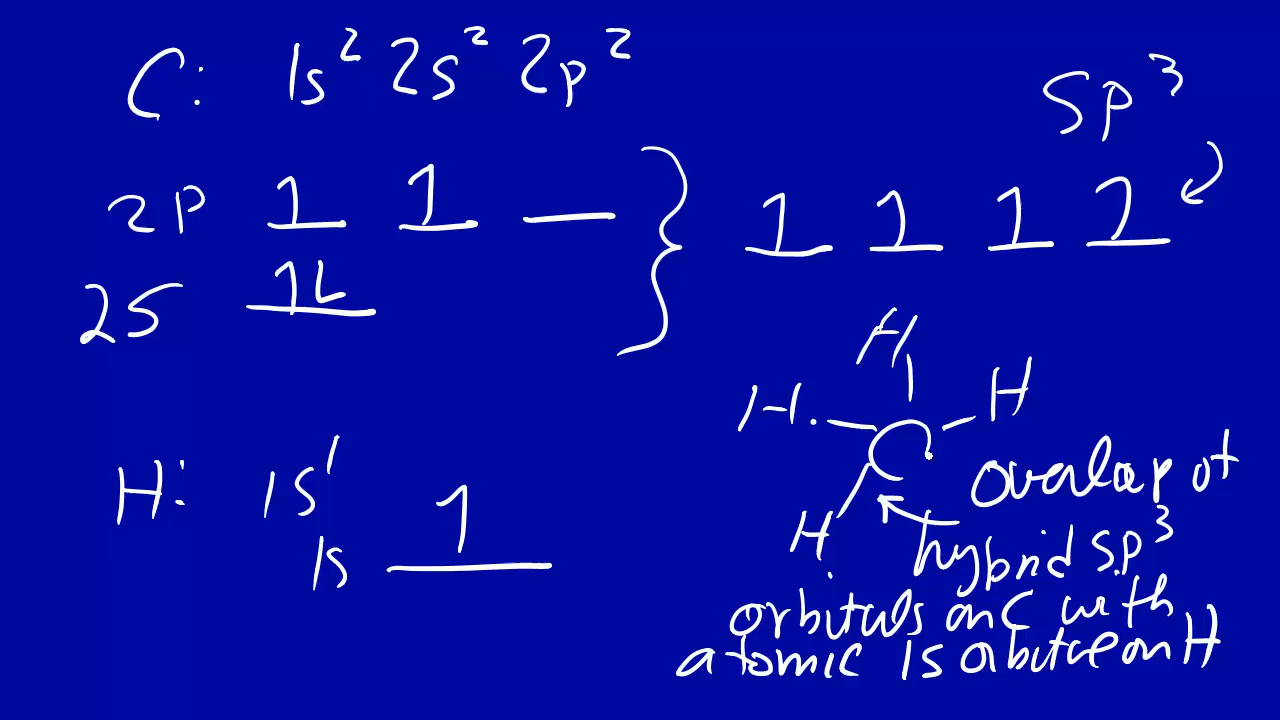 C: 1s² 2s² 2p²
sp³
2p 1 1
1 1 1 1
2s 1L
H
H. C H
H
H: 1s¹
1s 1
overlap of
hybrid sp³
orbitals on C with
atomic 1s orbital on H